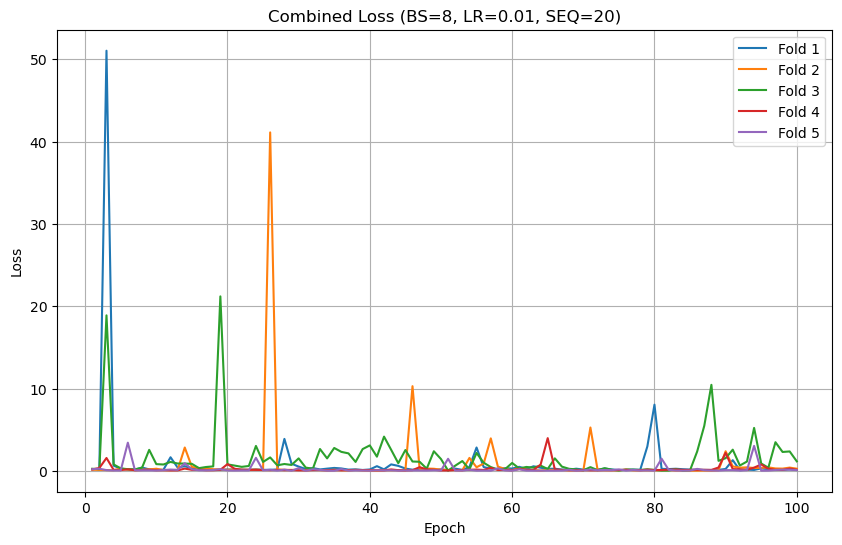 Combined Loss (BS=8, LR=0.01, SEQ=20)
Fold 1
Fold 2
Fold 3
Fold 4
Fold 5
50
40
30
20
10
0
Loss
0 20 40 60 80 100
Epoch